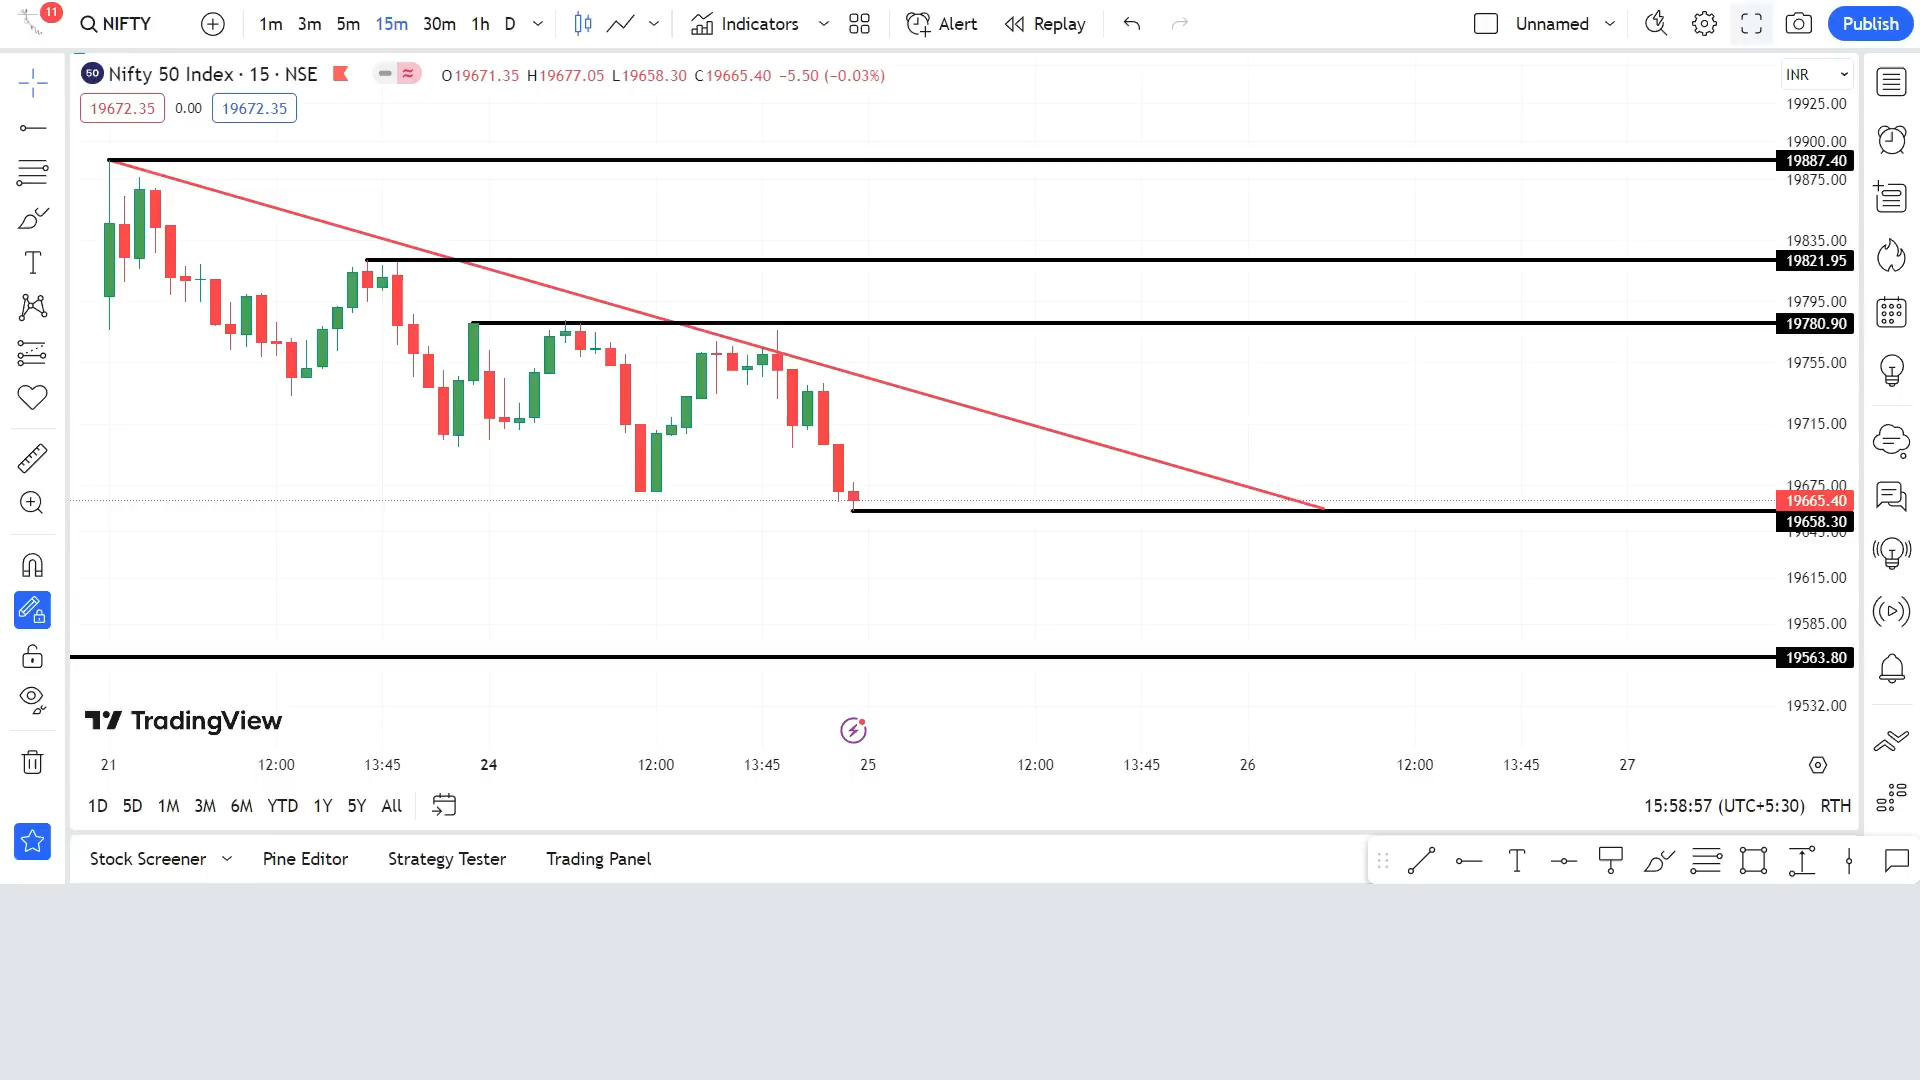 11
NIFTY
1m 3m 5m 15m 30m 1h D
Indicators
Alert
Replay
Unnamed
Publish
50 Nifty 50 Index · 15 · NSE
O19671.35 H19677.05 L19658.30 C19665.40 −5.50 (−0.03%)
19672.35 0.00 19672.35
INR
19925.00
19900.00
19887.40
19875.00
19835.00
19821.95
19795.00
19780.90
19755.00
19715.00
19675.00
19665.40
19658.30
19645.00
19615.00
19585.00
19563.80
19532.00
TradingView
21 12:00 13:45 24 12:00 13:45 25 12:00 13:45 26 12:00 13:45 27
1D 5D 1M 3M 6M YTD 1Y 5Y All
15:58:57 (UTC+5:30) RTH
Stock Screener Pine Editor Strategy Tester Trading Panel